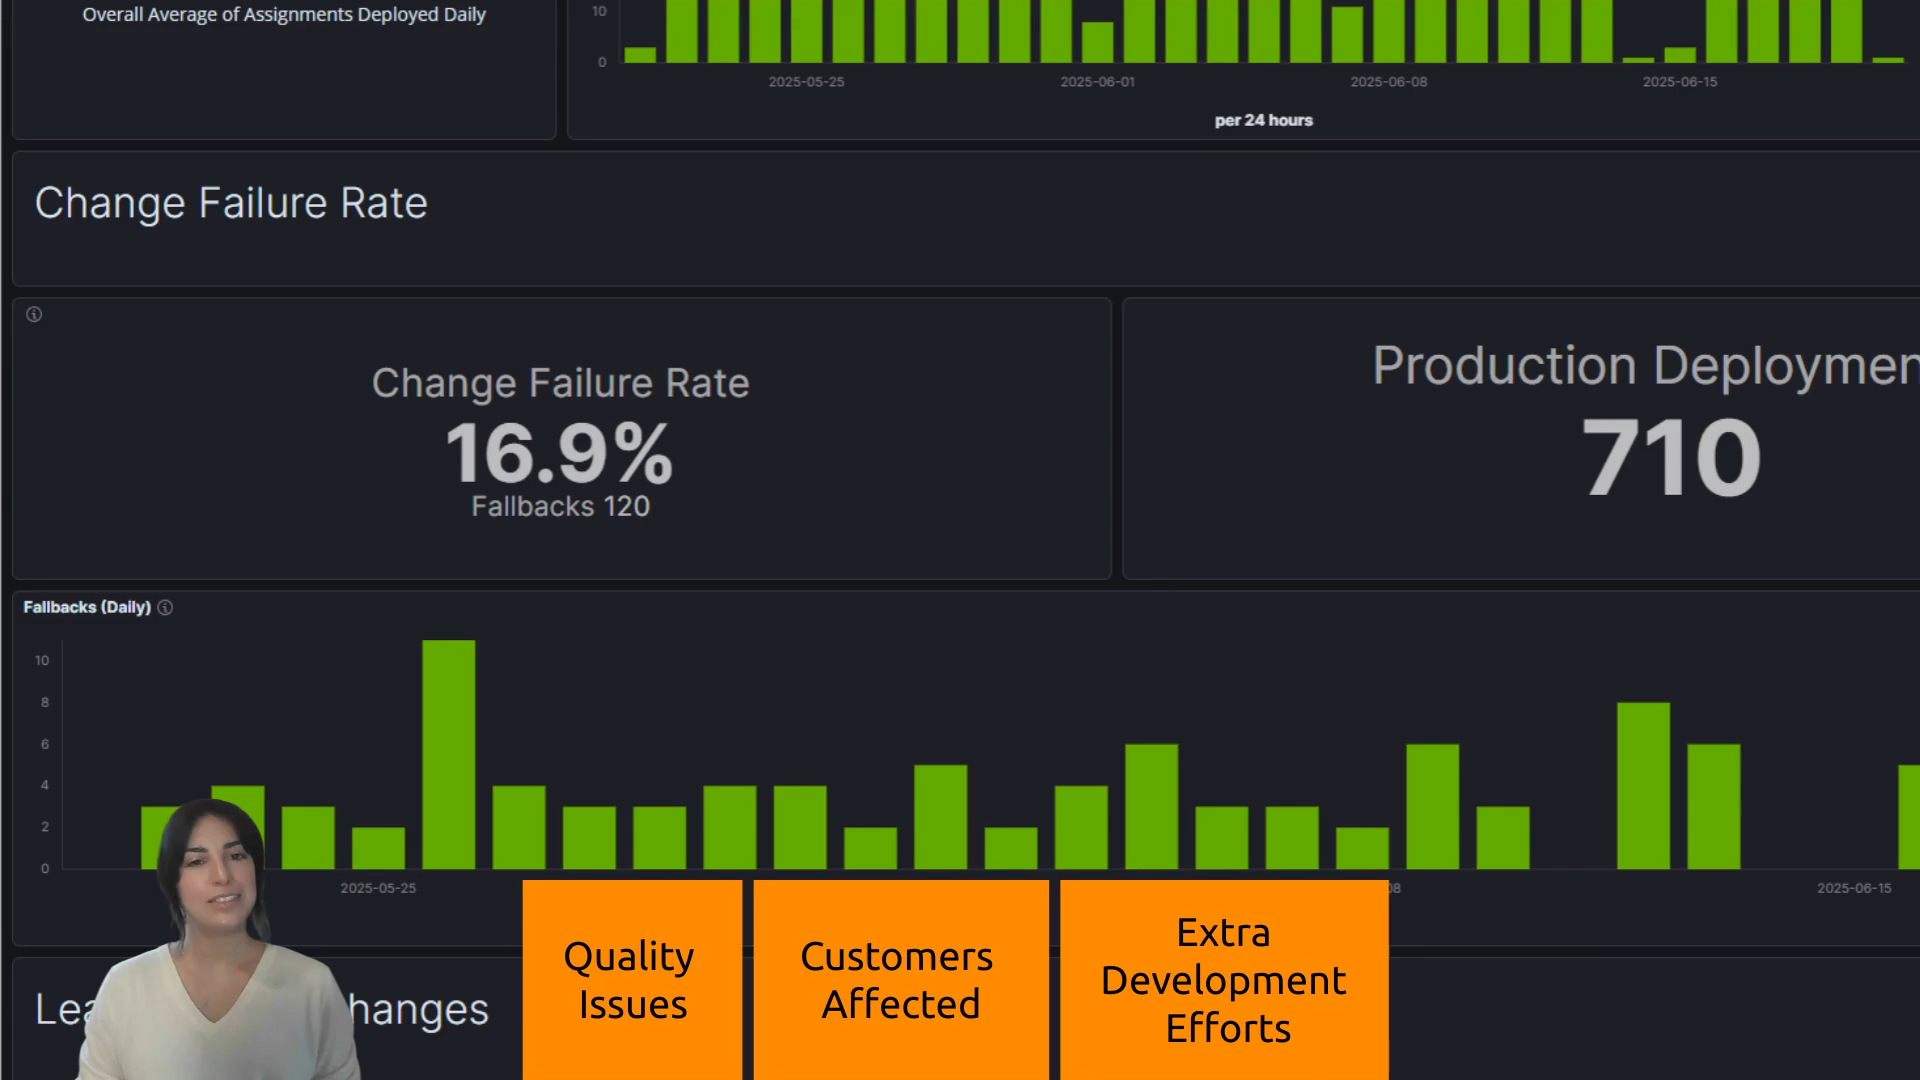 Overall Average of Assignments Deployed Daily
10
0
2025-05-25
2025-06-01
2025-06-08
2025-06-15
per 24 hours
Change Failure Rate
Change Failure Rate
16.9%
Fallbacks 120
Production Deploymen
710
Fallbacks (Daily)
10
8
6
4
2
0
2025-05-25
08
2025-06-15
Quality
Issues
Customers
Affected
Extra
Development
Efforts
Lea
hanges